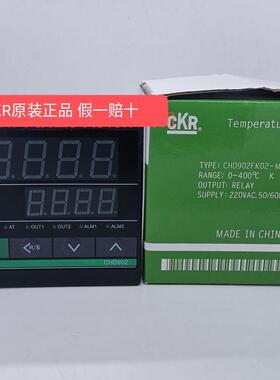 KR原装正品 假一赔十
CKR
Temperatu
TYPE: CHD902FK02-M
RANGE: 0-400℃ K
OUTPUT: RELAY
SUPPLY: 220VAC. 50/60
MADE IN CHIN
AT OUT1 OUT2 ALM1 ALM2
R/S
CHD902